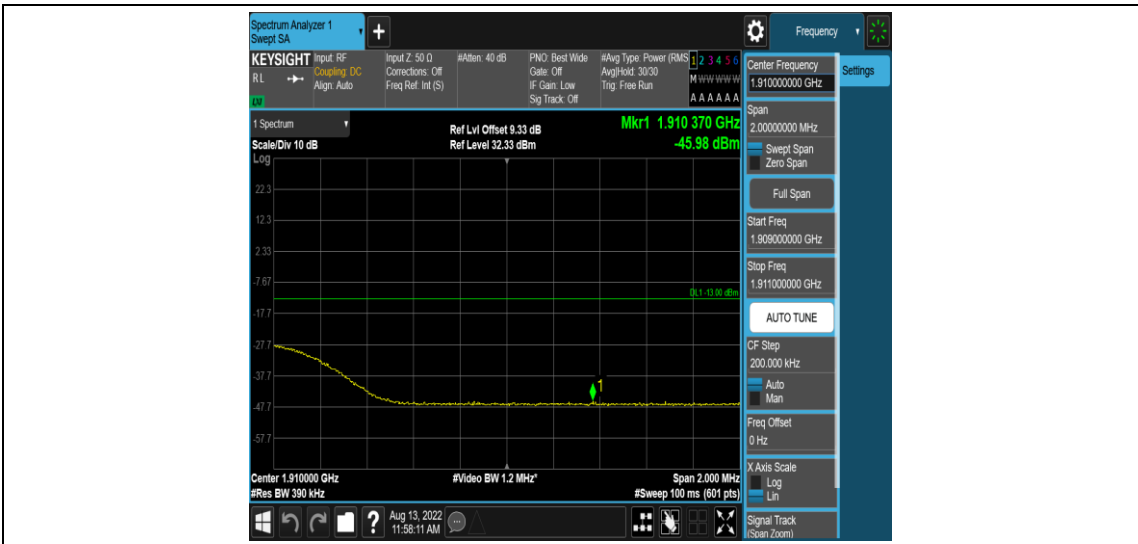 Spectrum Analyzer 1
Swept SA
+
Frequency
KEYSIGHT
RL
LXI
Input: RF
Coupling: DC
Align: Auto
Input Z: 50 Ω
Corrections: Off
Freq Ref: Int (S)
#Atten: 40 dB
PNO: Best Wide
Gate: Off
IF Gain: Low
Sig Track: Off
#Avg Type: Power (RMS
Avg|Hold: 30/30
Trig: Free Run
1 2 3 4 5 6
M W W W W W
A A A A A A
1 Spectrum
Scale/Div 10 dB
Ref Lvl Offset 9.33 dB
Ref Level 32.33 dBm
Mkr1 1.910 370 GHz
-45.98 dBm
Log
22.3
12.3
2.33
-7.67
DL1 -13.00 dBm
-17.7
-27.7
-37.7
1
-47.7
-57.7
Center 1.910000 GHz
#Video BW 1.2 MHz*
Span 2.000 MHz
#Res BW 390 kHz
#Sweep 100 ms (601 pts)
?
Aug 13, 2022
11:58:11 AM
Center Frequency
1.910000000 GHz
Settings
Span
2.00000000 MHz
Swept Span
Zero Span
Full Span
Start Freq
1.909000000 GHz
Stop Freq
1.911000000 GHz
AUTO TUNE
CF Step
200.000 kHz
Auto
Man
Freq Offset
0 Hz
X Axis Scale
Log
Lin
Signal Track
(Span Zoom)